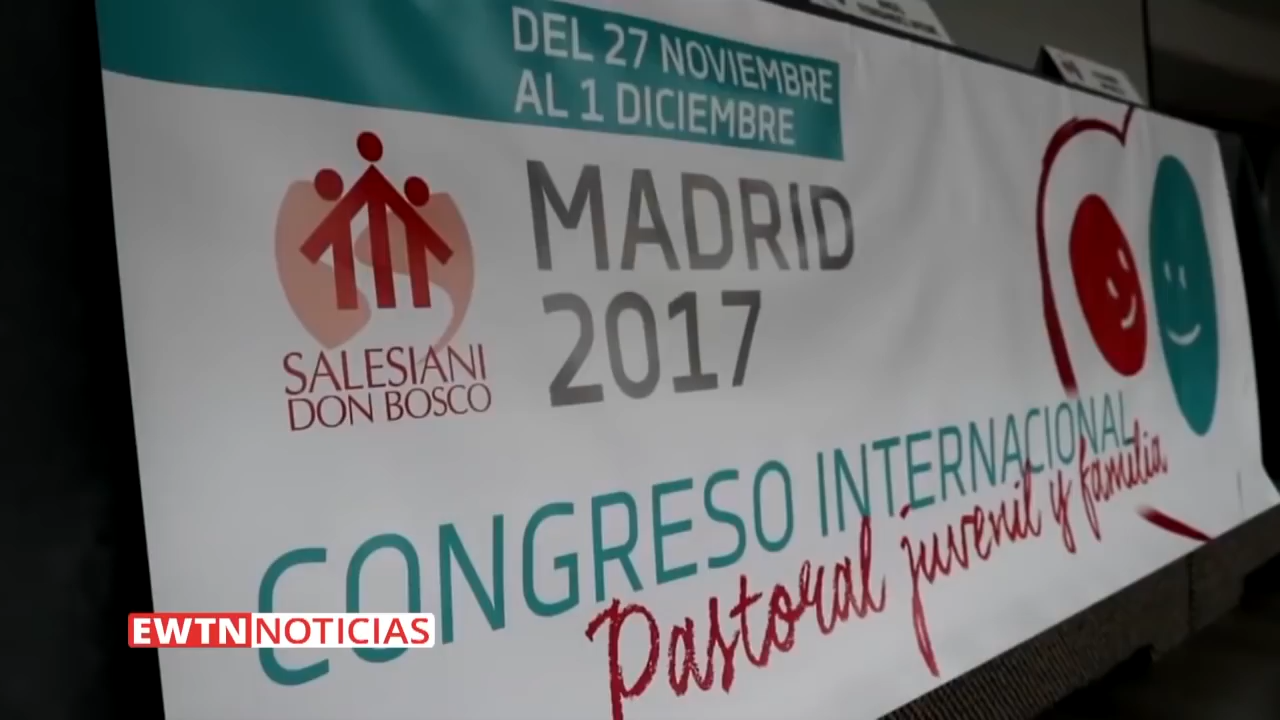 DEL 27 NOVIEMBRE
AL 1 DICIEMBRE
MADRID
2017
SALESIANI
DON BOSCO
CONGRESO INTERNACIONAL
Pastoral juvenil y familia
EWTN NOTICIAS